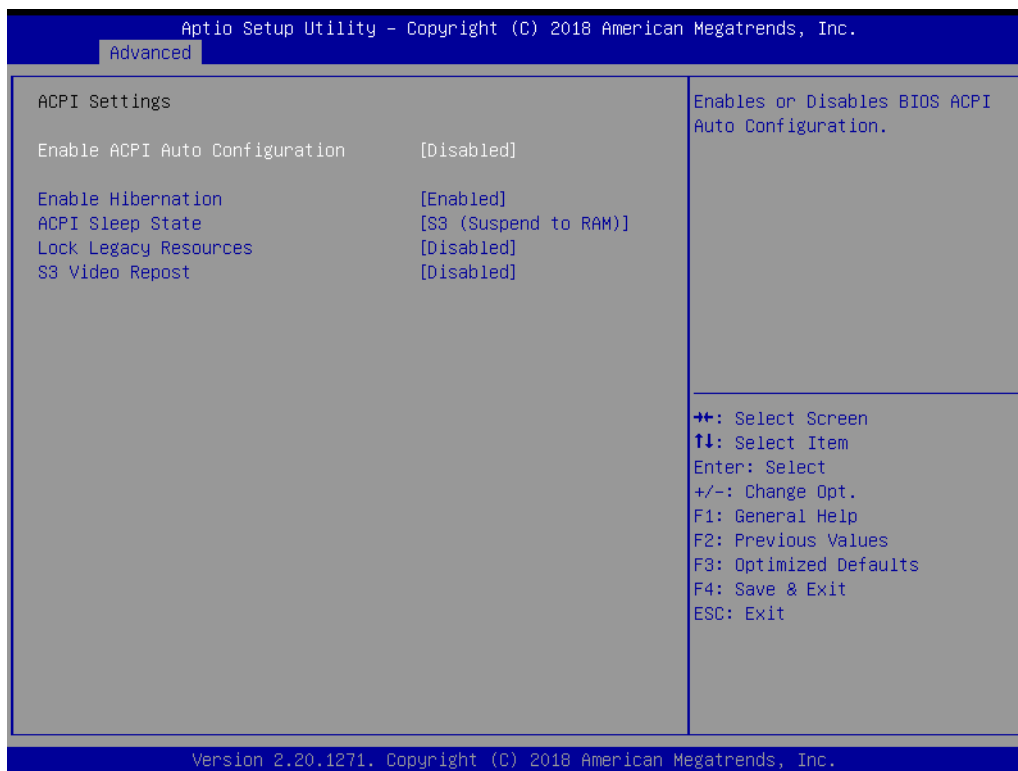 Aptio Setup Utility – Copyright (C) 2018 American Megatrends, Inc.
Advanced
ACPI Settings
Enable ACPI Auto Configuration [Disabled]
Enable Hibernation [Enabled]
ACPI Sleep State [S3 (Suspend to RAM)]
Lock Legacy Resources [Disabled]
S3 Video Repost [Disabled]
Enables or Disables BIOS ACPI
Auto Configuration.
→←: Select Screen
↑↓: Select Item
Enter: Select
+/-: Change Opt.
F1: General Help
F2: Previous Values
F3: Optimized Defaults
F4: Save & Exit
ESC: Exit
Version 2.20.1271. Copyright (C) 2018 American Megatrends, Inc.